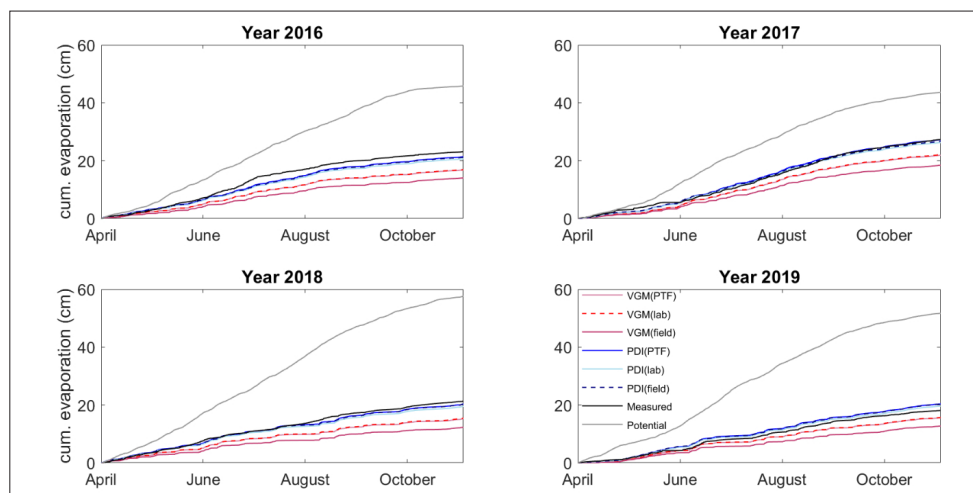 Year 2016
60
40
20
0
cum. evaporation (cm)
April June August October
Year 2017
60
40
20
0
April June August October
Year 2018
60
40
20
0
cum. evaporation (cm)
April June August October
Year 2019
60
40
20
0
VGM(PTF)
VGM(lab)
VGM(field)
PDI(PTF)
PDI(lab)
PDI(field)
Measured
Potential
April June August October